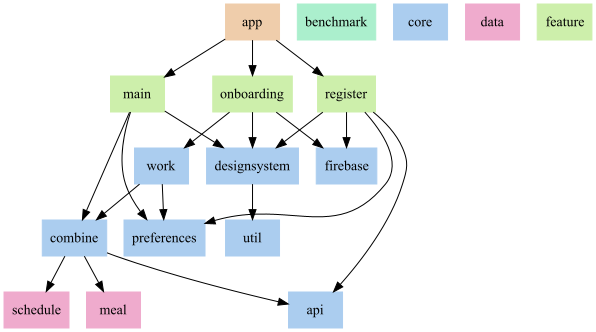 app benchmark core data feature
main onboarding register
work designsystem firebase
combine preferences util
schedule meal api